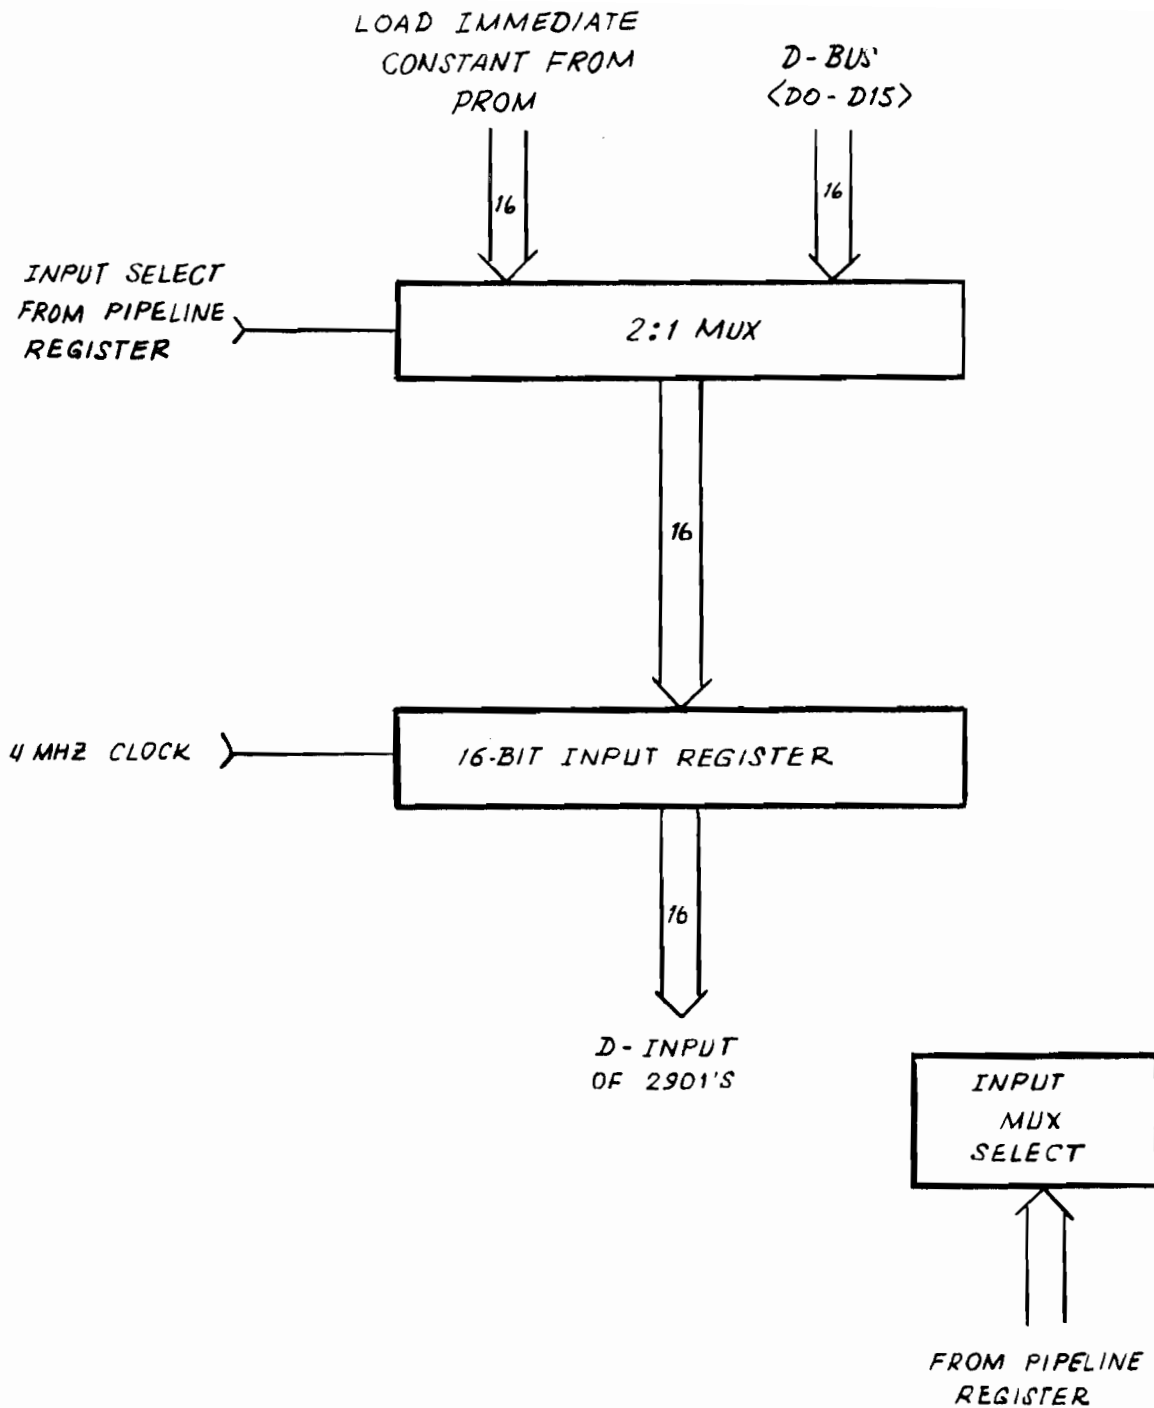 LOAD IMMEDIATE
CONSTANT FROM
PROM
D-BUS
<D0-D15>
16
16
INPUT SELECT
FROM PIPELINE
REGISTER
2:1 MUX
16
4 MHZ CLOCK
16-BIT INPUT REGISTER
16
D-INPUT
OF 2901'S
INPUT
MUX
SELECT
FROM PIPELINE
REGISTER